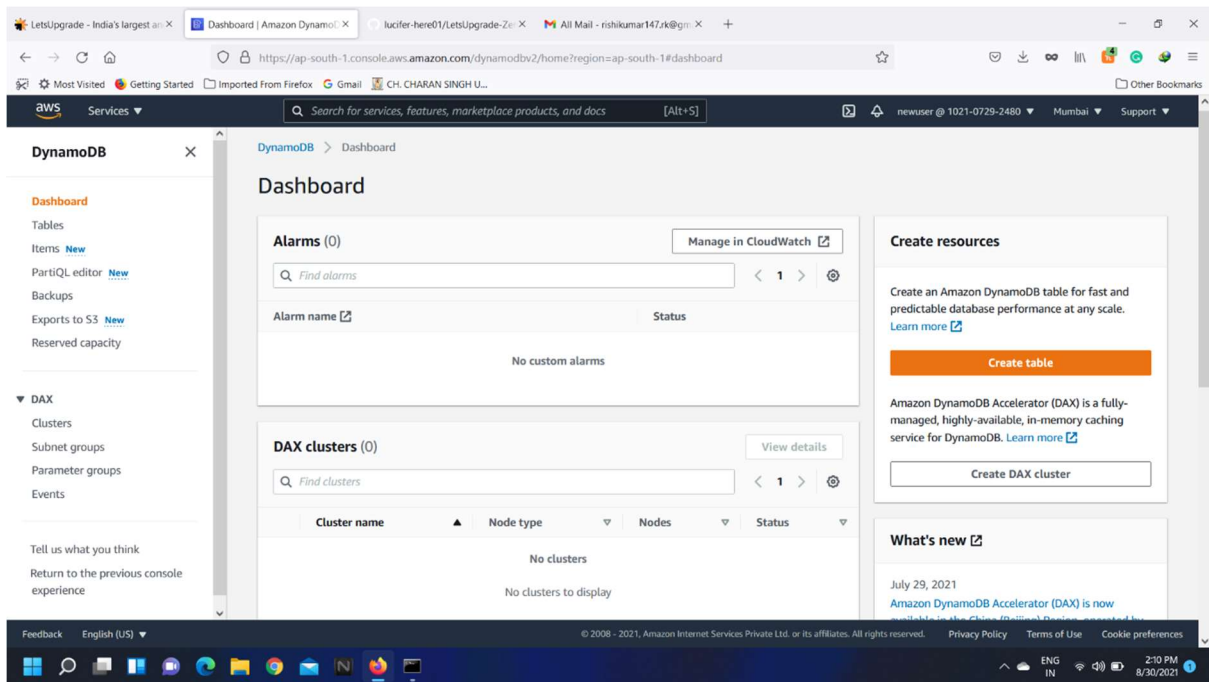 LetsUpgrade - India's largest an
Dashboard | Amazon DynamoD
lucifer-here01/LetsUpgrade-Ze
All Mail - rishikumar147.rk@gm
https://ap-south-1.console.aws.amazon.com/dynamodbv2/home?region=ap-south-1#dashboard
4
Most Visited
Getting Started
Imported From Firefox
Gmail
CH. CHARAN SINGH U...
Other Bookmarks
aws
Services
Search for services, features, marketplace products, and docs [Alt+S]
newuser @ 1021-0729-2480
Mumbai
Support
DynamoDB
Dashboard
Tables
Items New
PartiQL editor New
Backups
Exports to S3 New
Reserved capacity
DAX
Clusters
Subnet groups
Parameter groups
Events
Tell us what you think
Return to the previous console
experience
DynamoDB > Dashboard
Dashboard
Alarms (0)
Manage in CloudWatch
Find alarms
1
Alarm name
Status
No custom alarms
DAX clusters (0)
View details
Find clusters
1
Cluster name
Node type
Nodes
Status
No clusters
No clusters to display
Create resources
Create an Amazon DynamoDB table for fast and
predictable database performance at any scale.
Learn more
Create table
Amazon DynamoDB Accelerator (DAX) is a fully-
managed, highly-available, in-memory caching
service for DynamoDB. Learn more
Create DAX cluster
What's new
July 29, 2021
Amazon DynamoDB Accelerator (DAX) is now
available in the China (Beijing) Region, operated by
Feedback
English (US)
© 2008 - 2021, Amazon Internet Services Private Ltd. or its affiliates. All rights reserved.
Privacy Policy
Terms of Use
Cookie preferences
ENG
IN
2:10 PM
8/30/2021
1